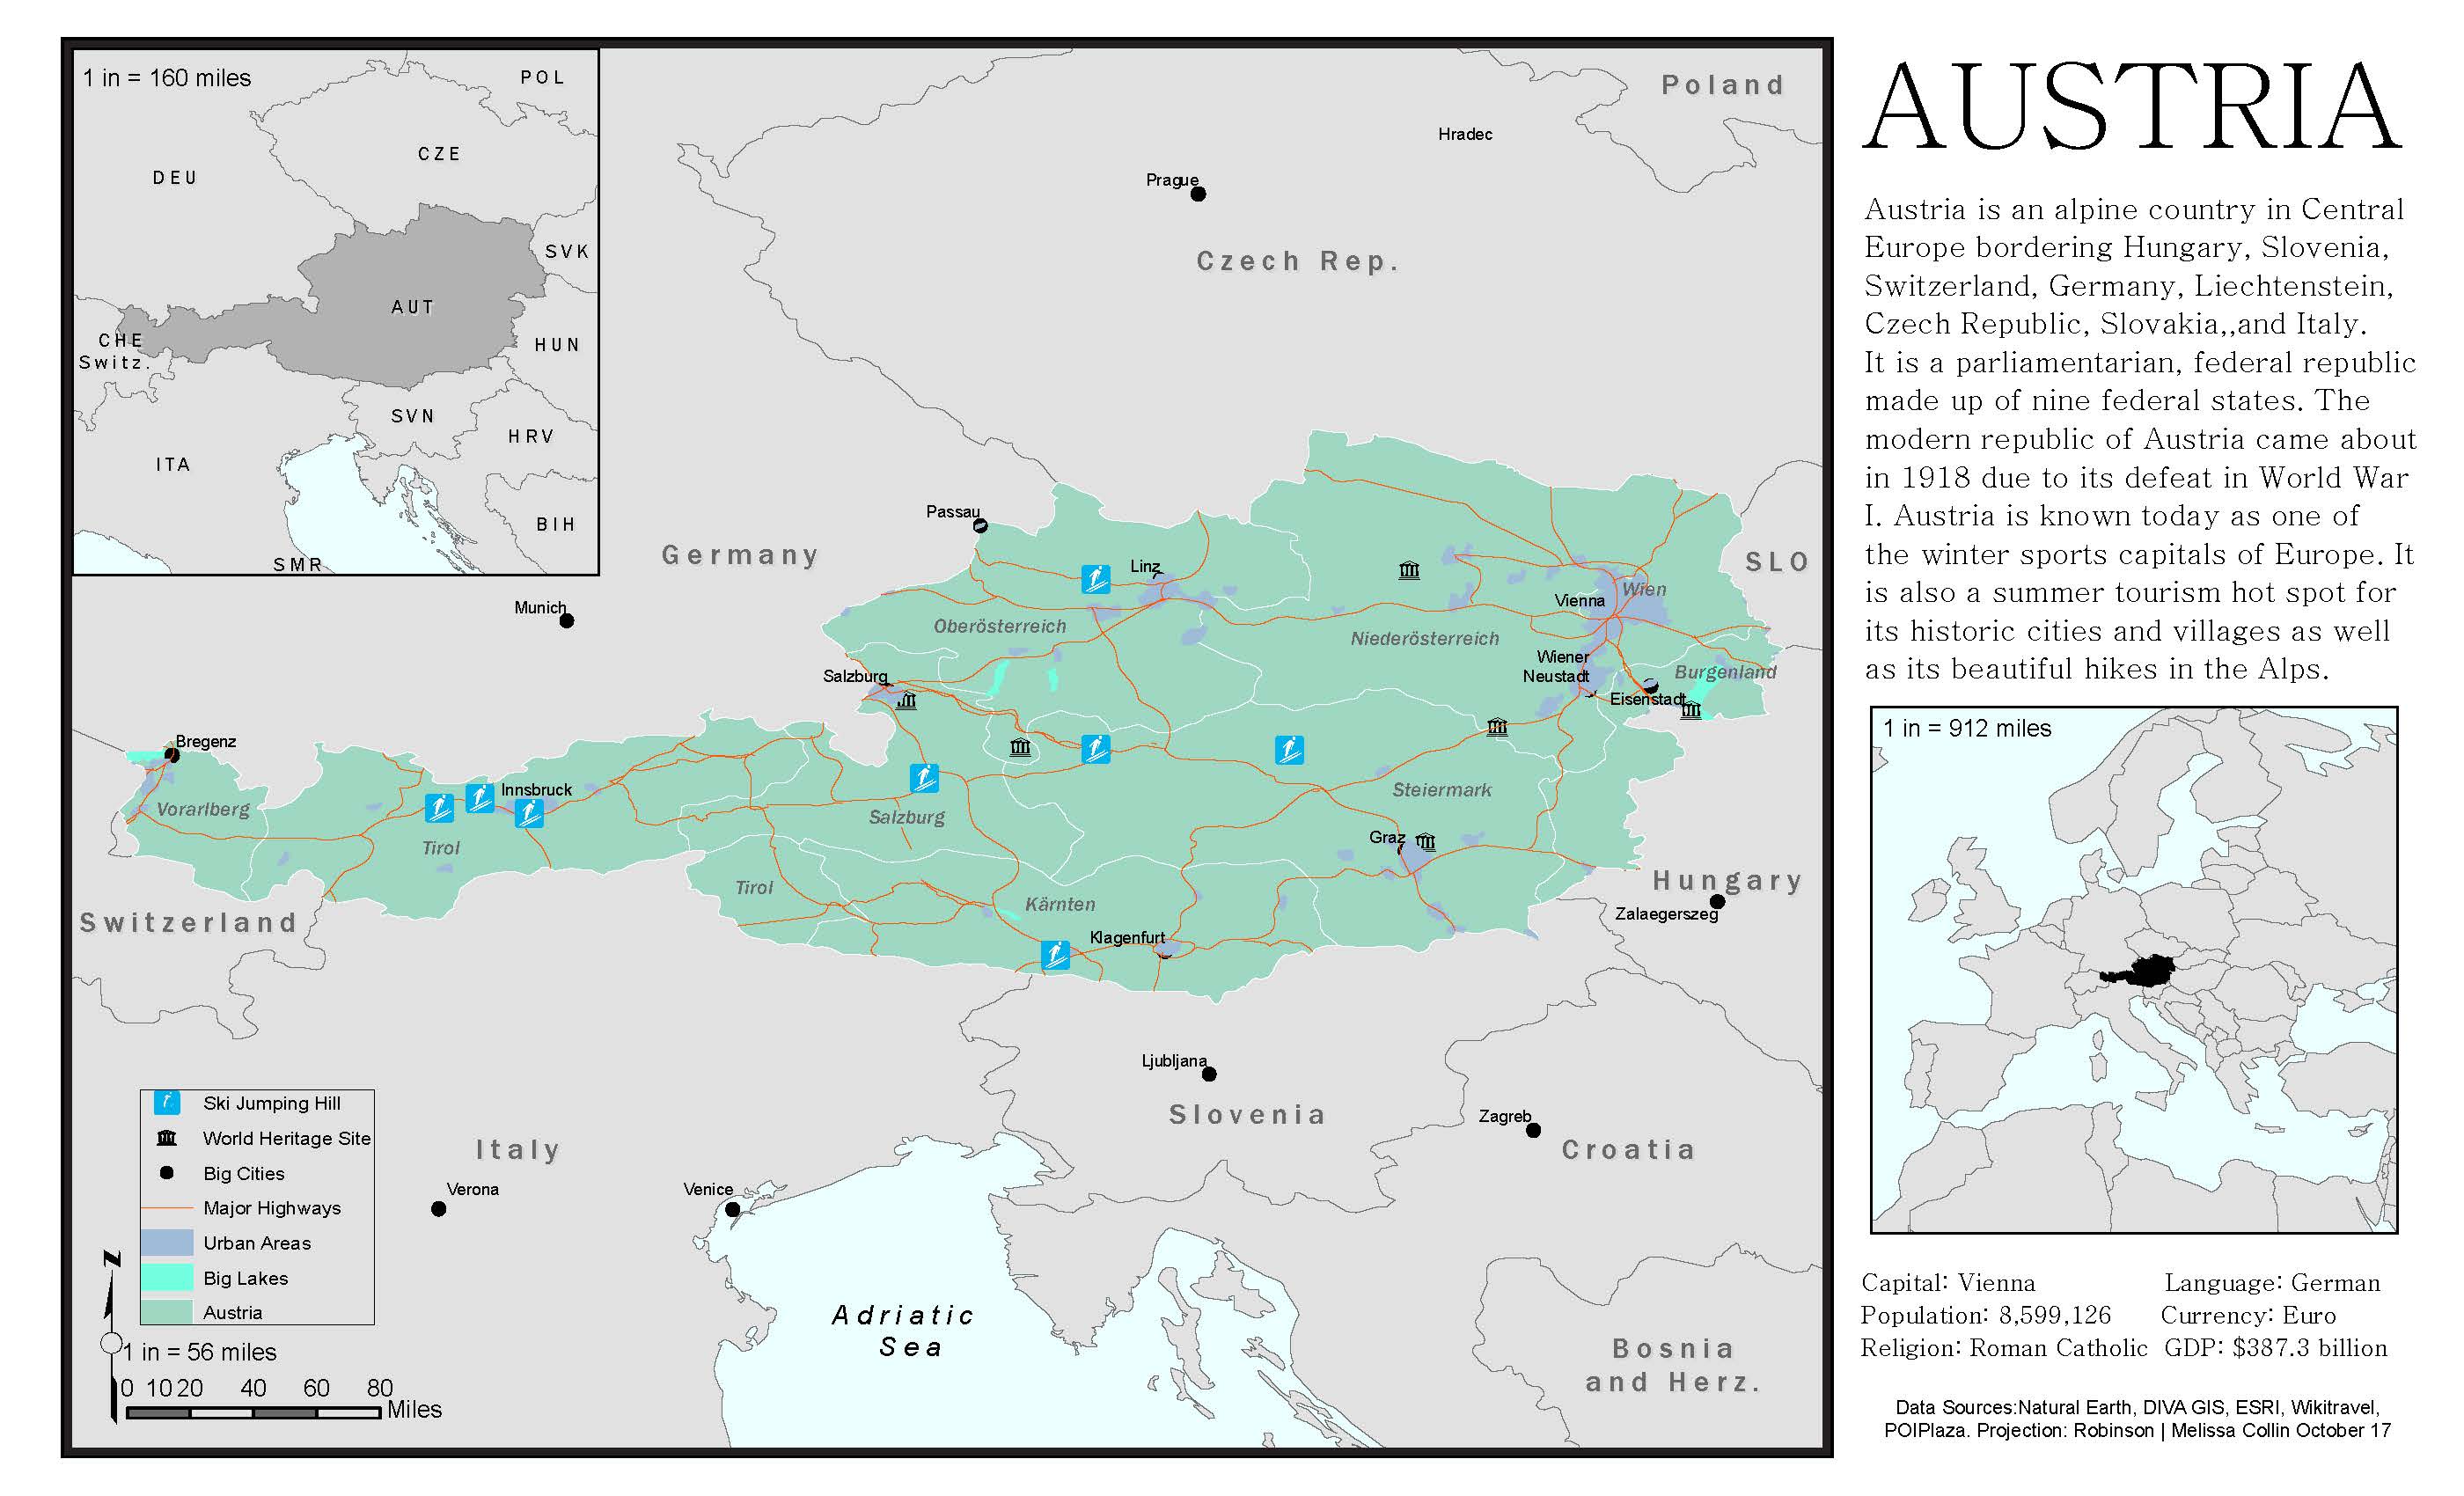 1 in = 160 miles
POL
CZE
DEU
SVK
AUT
CHE
Switz.
HUN
SVN
HRV
ITA
BIH
SMR
Poland
Hradec
Prague
Czech Rep.
Passau
Germany
Linz
SLO
Wien
Vienna
Munich
Oberösterreich
Niederösterreich
Wiener
Neustadt
Burgenland
Salzburg
Eisenstadt
Bregenz
Innsbruck
Steiermark
Vorarlberg
Salzburg
Graz
Tirol
Hungary
Tirol
Kärnten
Zalaegerszeg
Switzerland
Klagenfurt
Ljubljana
Slovenia
Zagreb
Italy
Croatia
Verona
Venice
Adriatic
Sea
Bosnia
and Herz.
Ski Jumping Hill
World Heritage Site
Big Cities
Major Highways
Urban Areas
Big Lakes
Austria
N
1 in = 56 miles
0 10 20 40 60 80
Miles
AUSTRIA
Austria is an alpine country in Central
Europe bordering Hungary, Slovenia,
Switzerland, Germany, Liechtenstein,
Czech Republic, Slovakia,,and Italy.
It is a parliamentarian, federal republic
made up of nine federal states. The
modern republic of Austria came about
in 1918 due to its defeat in World War
I. Austria is known today as one of
the winter sports capitals of Europe. It
is also a summer tourism hot spot for
its historic cities and villages as well
as its beautiful hikes in the Alps.
1 in = 912 miles
Capital: Vienna Language: German
Population: 8,599,126 Currency: Euro
Religion: Roman Catholic GDP: $387.3 billion
Data Sources:Natural Earth, DIVA GIS, ESRI, Wikitravel,
POIPlaza. Projection: Robinson | Melissa Collin October 17